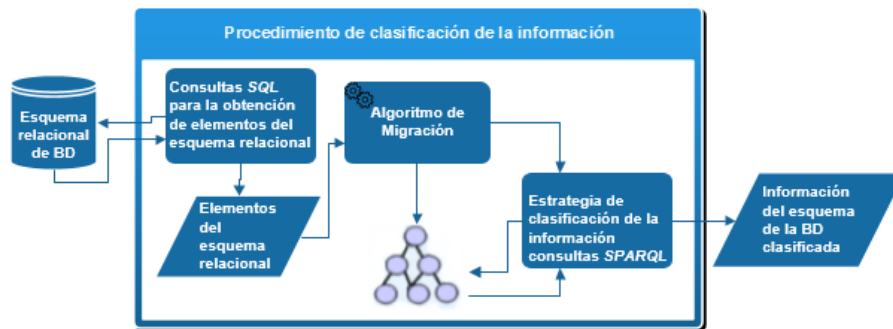 Procedimiento de clasificación de la información
Esquema
relacional
de BD
Consultas SQL
para la obtención
de elementos del
esquema relacional
Algoritmo de
Migración
Elementos
del
esquema
relacional
Estrategia de
clasificación de la
información
consultas SPARQL
Información
del esquema
de la BD
clasificada